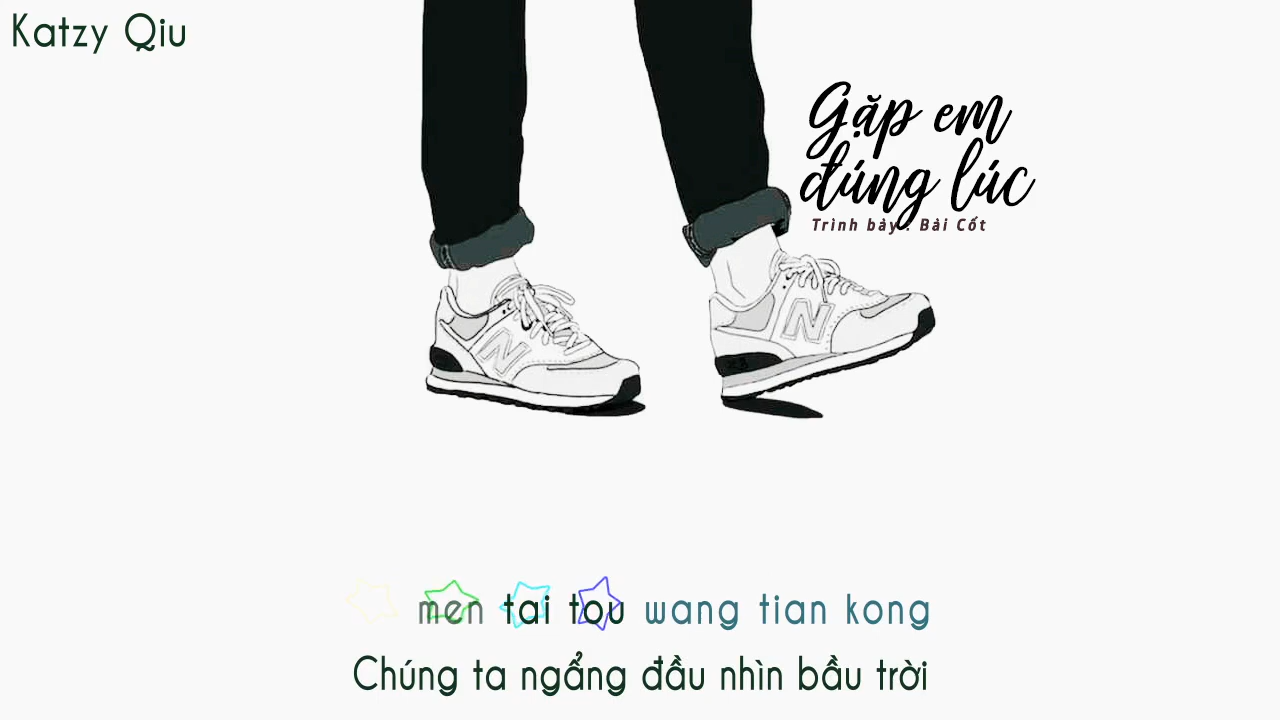 Katzy Qiu
Gặp em
đúng lúc
Trình bày : Bài Cốt
N
N
men tai tou wang tian kong
Chúng ta ngẩng đầu nhìn bầu trời